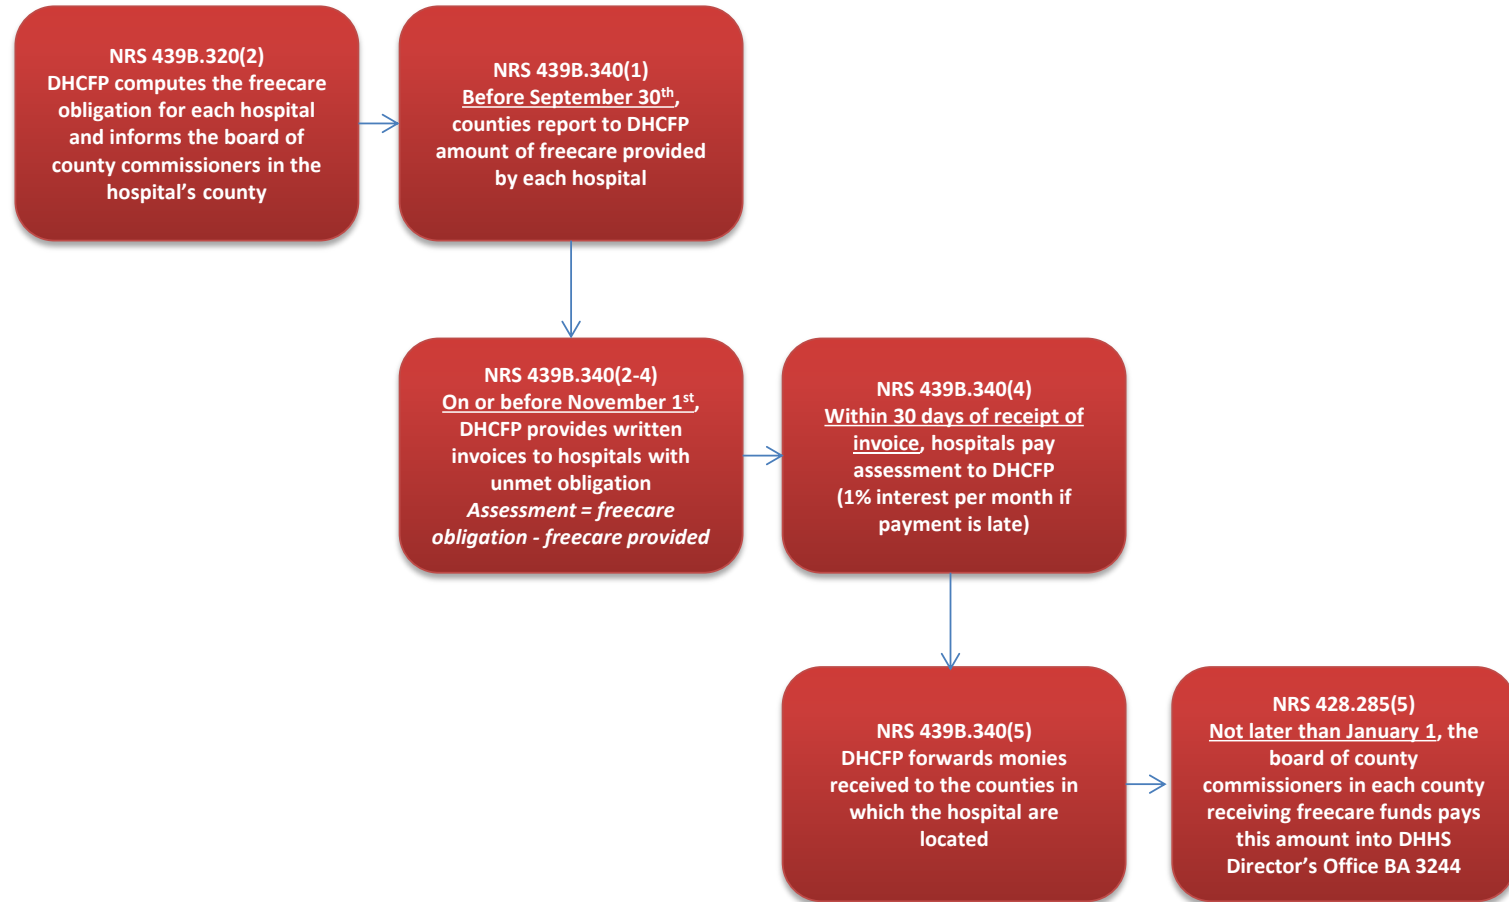 NRS 439B.320(2)
DHCFP computes the freecare
obligation for each hospital
and informs the board of
county commissioners in the
hospital’s county
NRS 439B.340(1)
Before September 30th,
counties report to DHCFP
amount of freecare provided
by each hospital
NRS 439B.340(2-4)
On or before November 1st,
DHCFP provides written
invoices to hospitals with
unmet obligation
Assessment = freecare
obligation - freecare provided
NRS 439B.340(4)
Within 30 days of receipt of
invoice, hospitals pay
assessment to DHCFP
(1% interest per month if
payment is late)
NRS 439B.340(5)
DHCFP forwards monies
received to the counties in
which the hospital are
located
NRS 428.285(5)
Not later than January 1, the
board of county
commissioners in each county
receiving freecare funds pays
this amount into DHHS
Director’s Office BA 3244